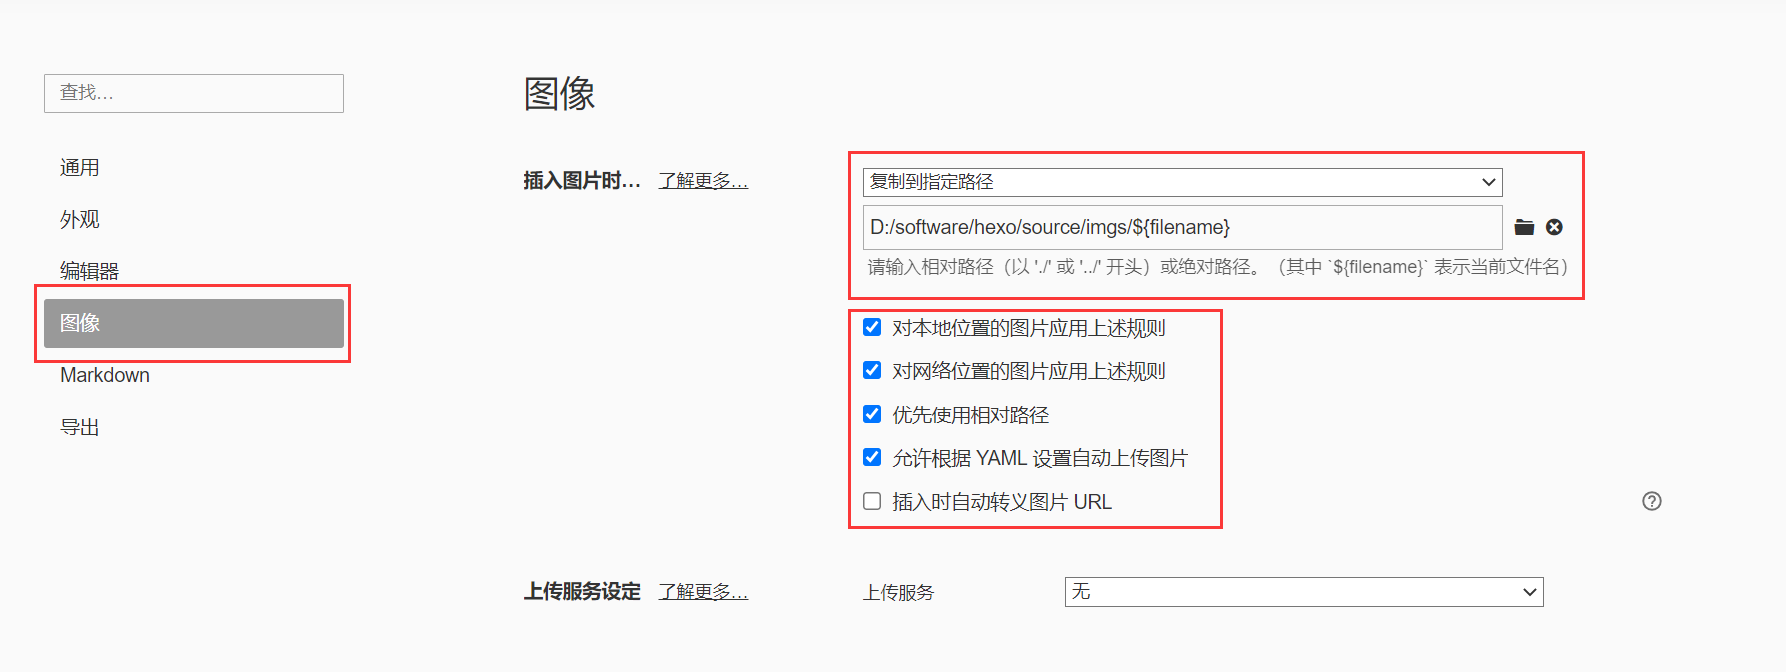 查找...
通用
外观
编辑器
图像
Markdown
导出
图像
插入图片时... 了解更多...
复制到指定路径
D:/software/hexo/source/imgs/${filename}
请输入相对路径（以 './' 或 '../' 开头）或绝对路径。（其中 `${filename}` 表示当前文件名）
对本地位置的图片应用上述规则
对网络位置的图片应用上述规则
优先使用相对路径
允许根据 YAML 设置自动上传图片
插入时自动转义图片 URL
上传服务设定 了解更多... 上传服务 无